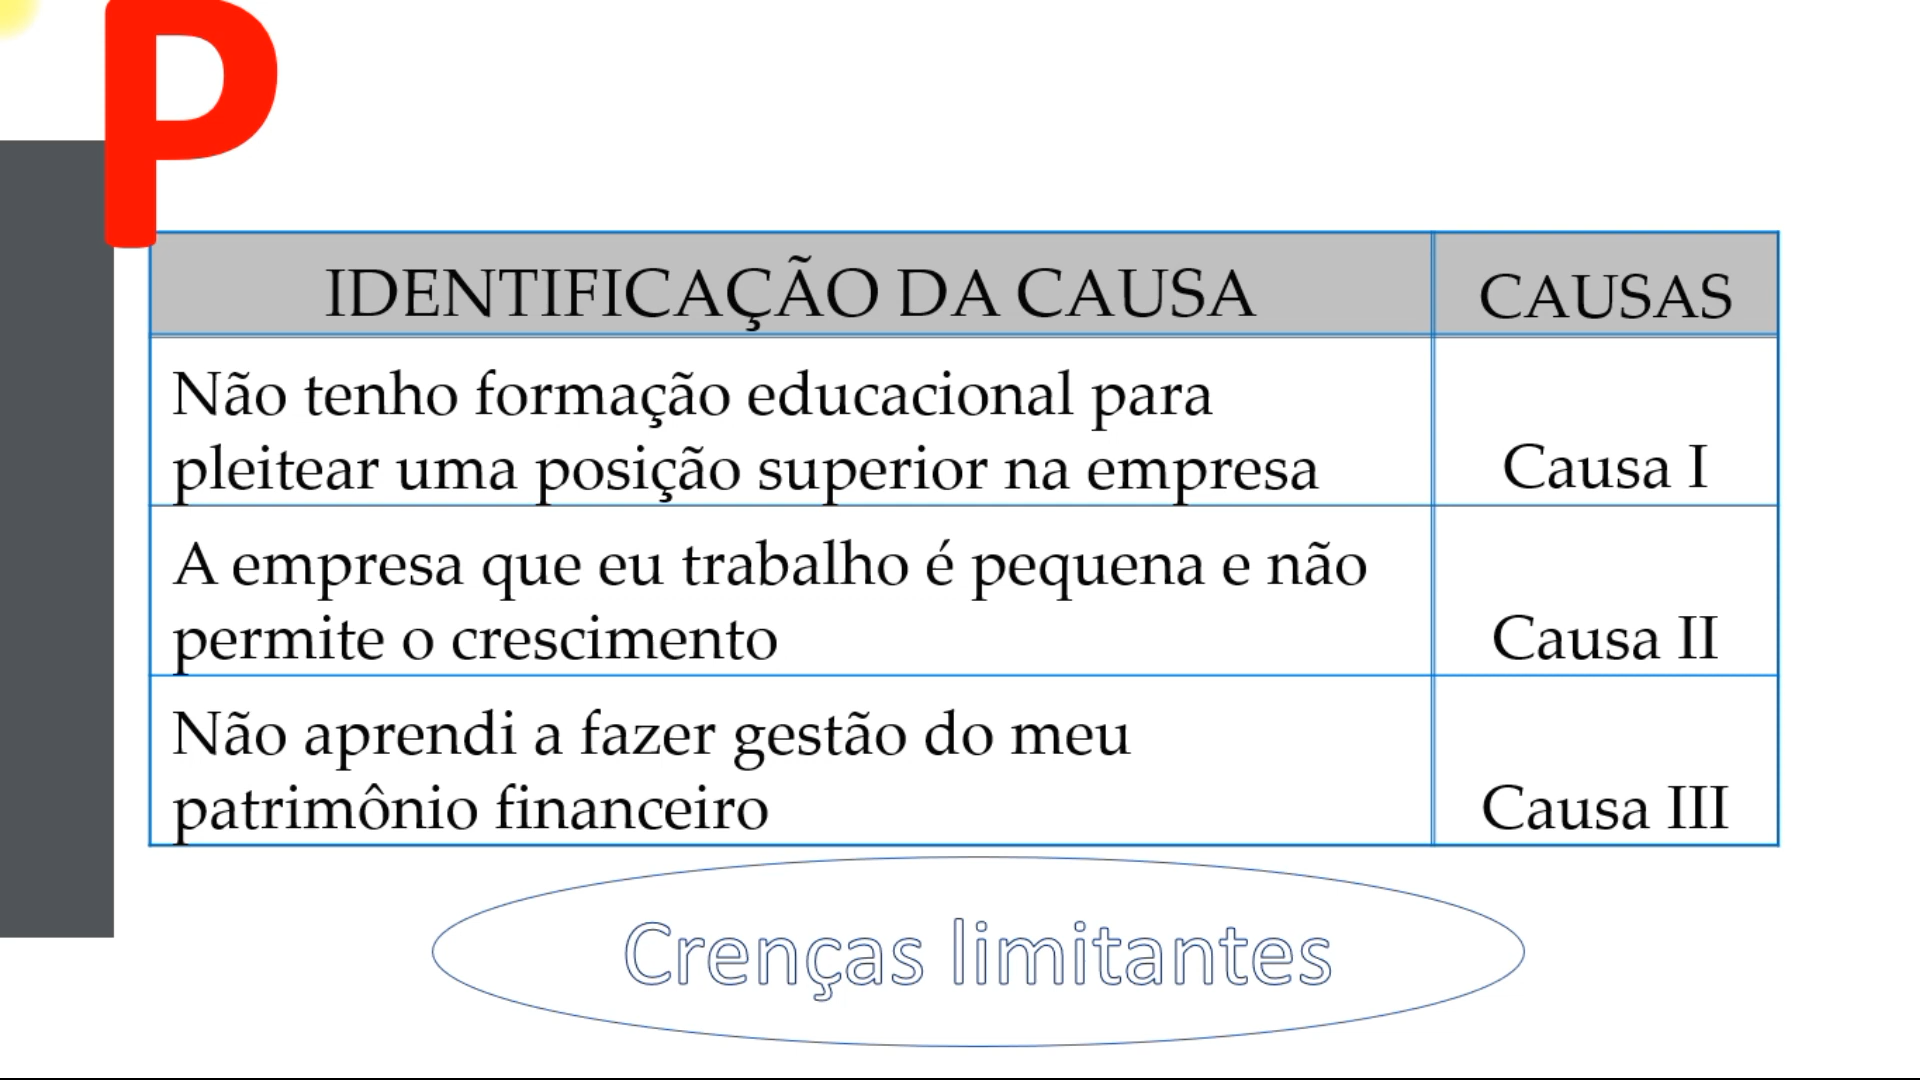 P
IDENTIFICAÇÃO DA CAUSA
CAUSAS
Não tenho formação educacional para
pleitear uma posição superior na empresa
Causa I
A empresa que eu trabalho é pequena e não
permite o crescimento
Causa II
Não aprendi a fazer gestão do meu
patrimônio financeiro
Causa III
Crenças limitantes